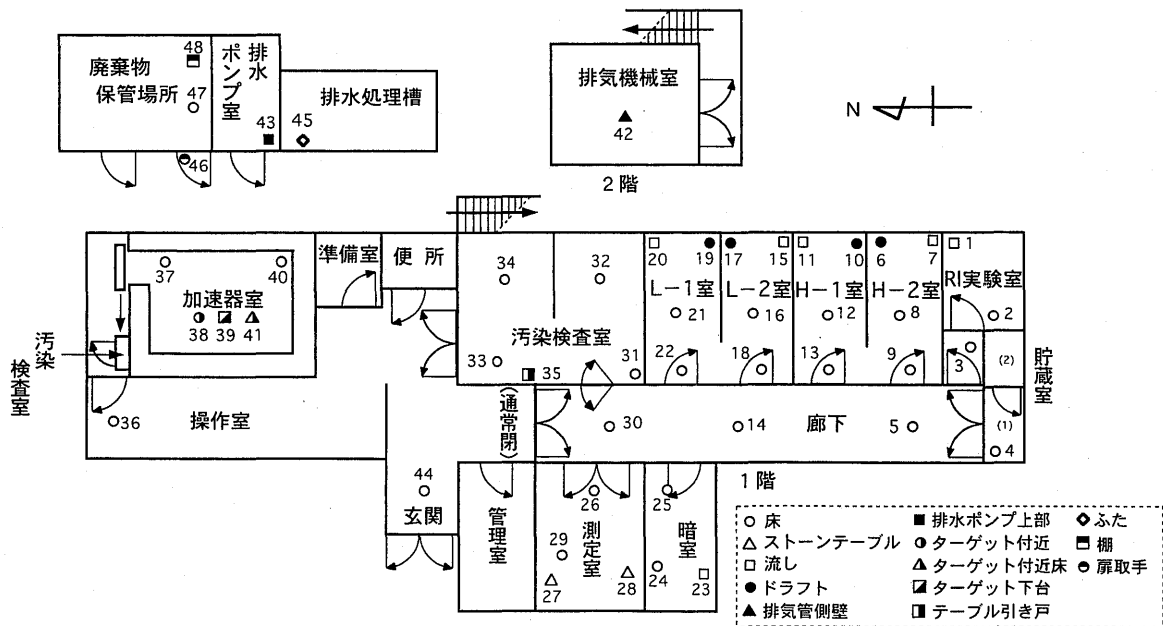 廃棄物
保管場所
48
47
排水
ポンプ室
43
排水処理槽
45
46
排気機械室
42
2階
N
37
40
加速器室
38 39 41
準備室
便所
34
32
汚染検査室
33
35
31
20
19
L－1室
21
22
17
15
L－2室
16
18
11
10
H－1室
12
13
6
7
H－2室
8
9
1
RI実験室
2
3
(2)
(1)
4
貯蔵室
汚染
検査室
36
操作室
(通常閉)
30
14
廊下
5
1階
44
玄関
管理室
26
29
測定室
27
28
25
暗室
24
23
床
ストーンテーブル
流し
ドラフト
排気管側壁
排水ポンプ上部
ターゲット付近
ターゲット付近床
ターゲット下台
テーブル引き戸
ふた
棚
扉取手